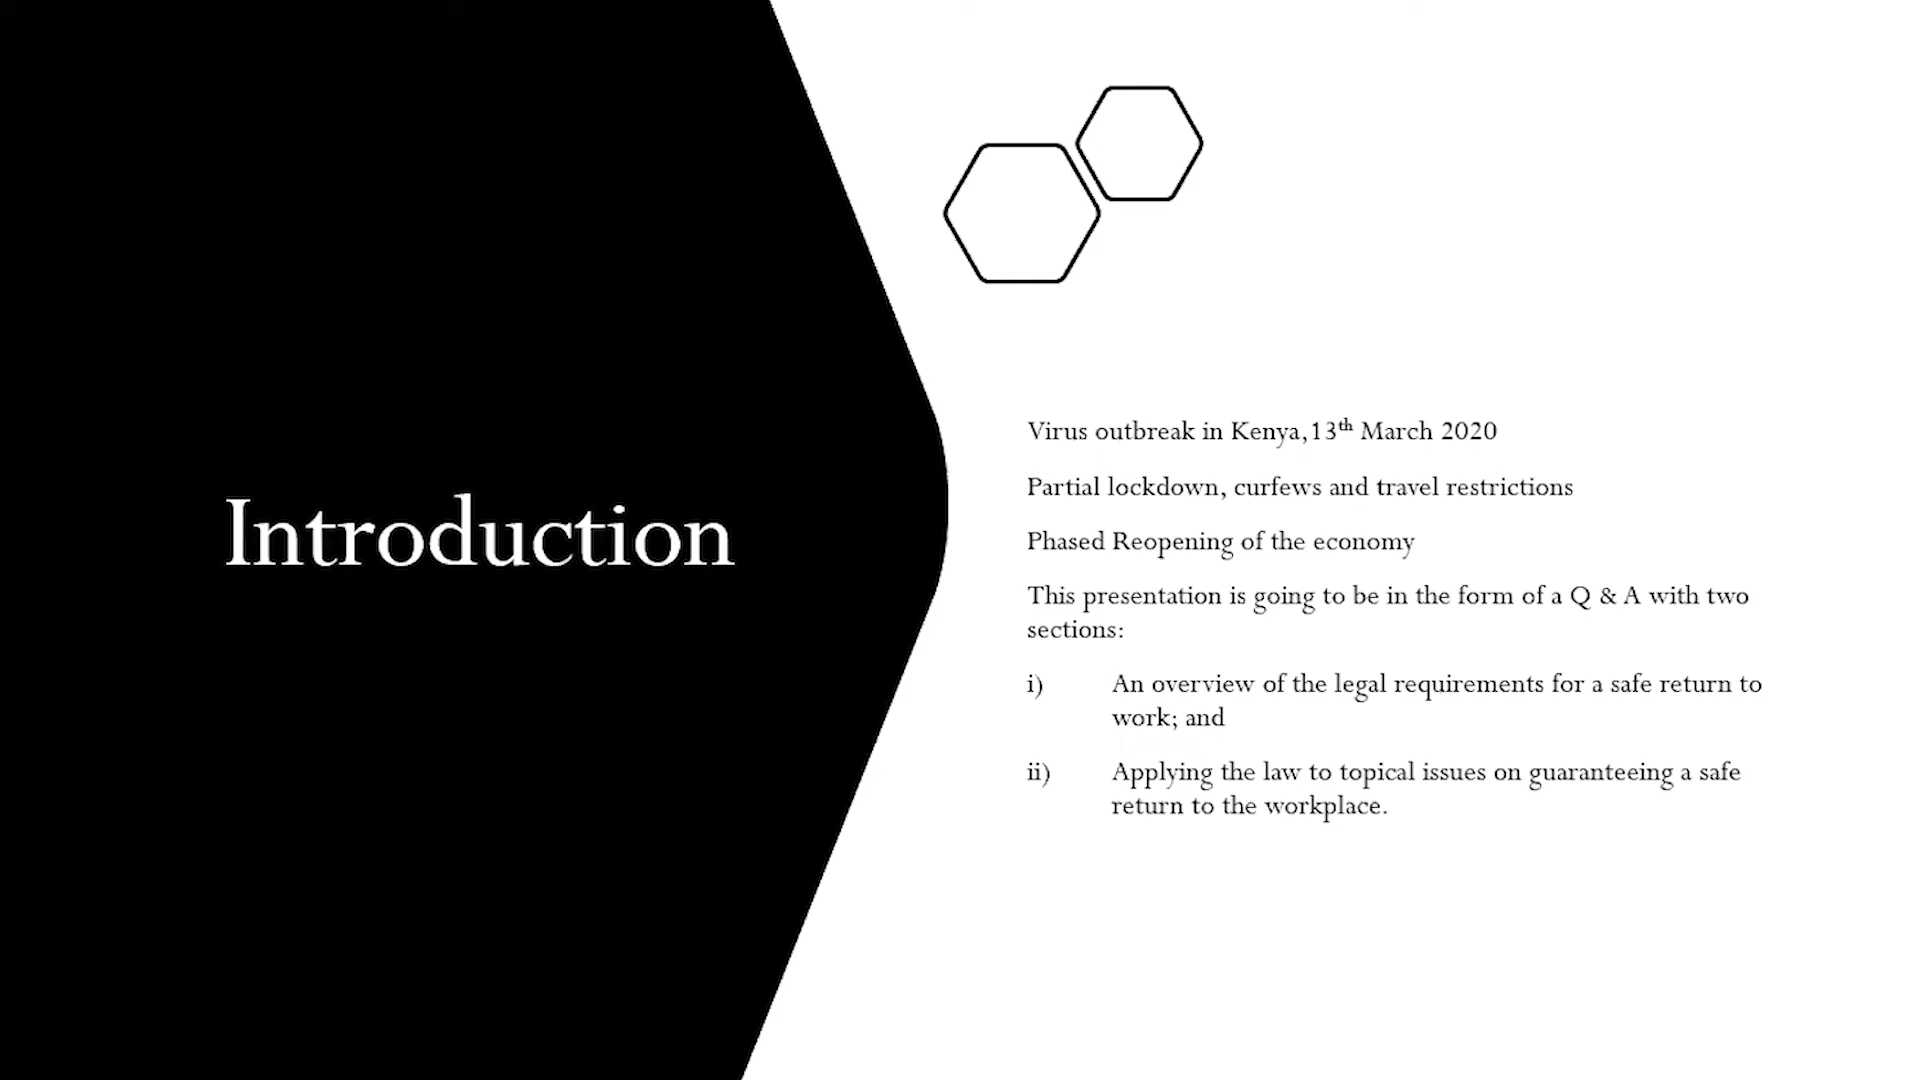 Introduction
Virus outbreak in Kenya,13th March 2020
Partial lockdown, curfews and travel restrictions
Phased Reopening of the economy
This presentation is going to be in the form of a Q & A with two
sections:
i) An overview of the legal requirements for a safe return to
work; and
ii) Applying the law to topical issues on guaranteeing a safe
return to the workplace.